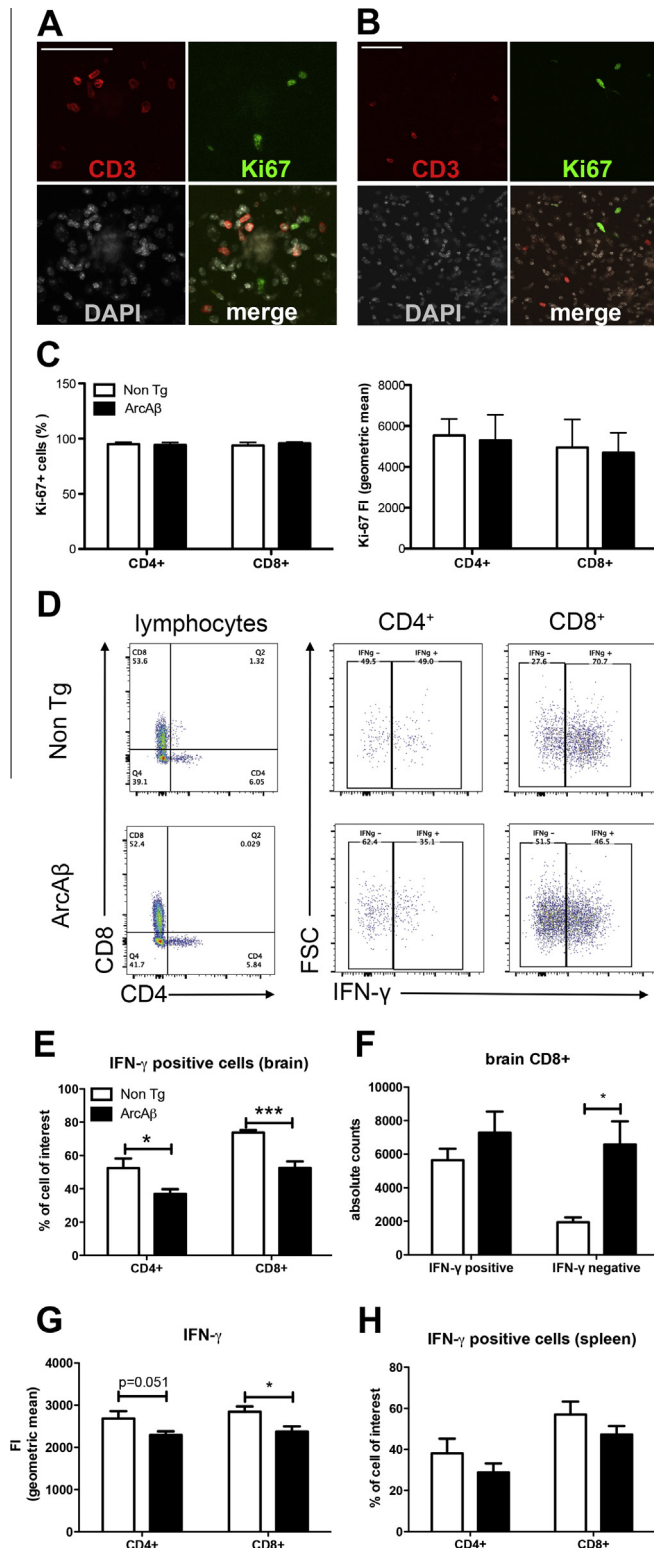 A
B
CD3
Ki67
CD3
Ki67
DAPI
merge
DAPI
merge
C
150
100
50
0
Ki-67+ cells (%)
Non Tg
ArcAβ
CD4+
CD8+
8000
6000
4000
2000
0
Ki-67 FI (geometric mean)
CD4+
CD8+
D
lymphocytes
CD4+
CD8+
Non Tg
CD8
53.6
Q2
1.32
Q4
39.1
CD4
6.05
IFNg -
49.5
IFNg +
49.0
IFNg -
27.6
IFNg +
70.7
ArcAβ
CD8
52.4
Q2
0.029
Q4
41.7
CD4
5.84
IFNg -
62.4
IFNg +
35.1
IFNg -
51.5
IFNg +
46.5
CD8
CD4
FSC
IFN-γ
E
IFN-γ positive cells (brain)
100
80
60
40
20
0
% of cell of interest
Non Tg
ArcAβ
*
***
CD4+
CD8+
F
brain CD8+
10000
8000
6000
4000
2000
0
absolute counts
*
IFN-γ positive
IFN-γ negative
G
IFN-γ
4000
3000
2000
1000
0
FI
(geometric mean)
p=0.051
*
CD4+
CD8+
H
IFN-γ positive cells (spleen)
60
40
20
0
% of cell of interest
CD4+
CD8+